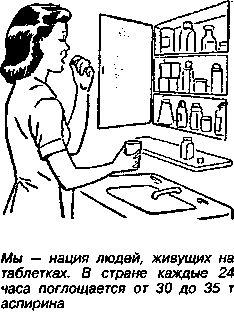 Мы — нация людей, живущих на
таблетках. В стране каждые 24
часа поглощается от 30 до 35 т
аспирина